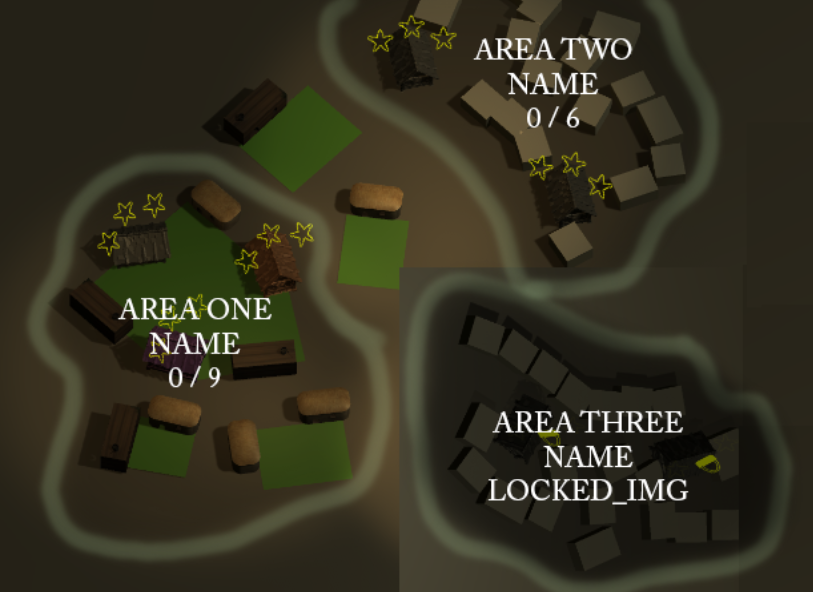 AREA TWO
NAME
0 / 6
AREA ONE
NAME
0 / 9
AREA THREE
NAME
LOCKED_IMG